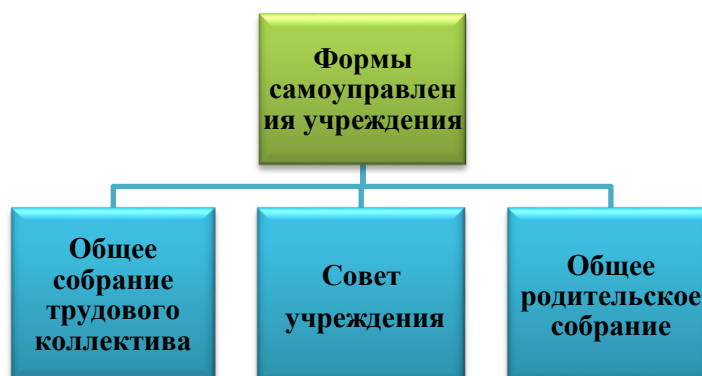 Формы
самоуправлен
ия учреждения
Общее
собрание
трудового
коллектива
Совет
учреждения
Общее
родительское
собрание